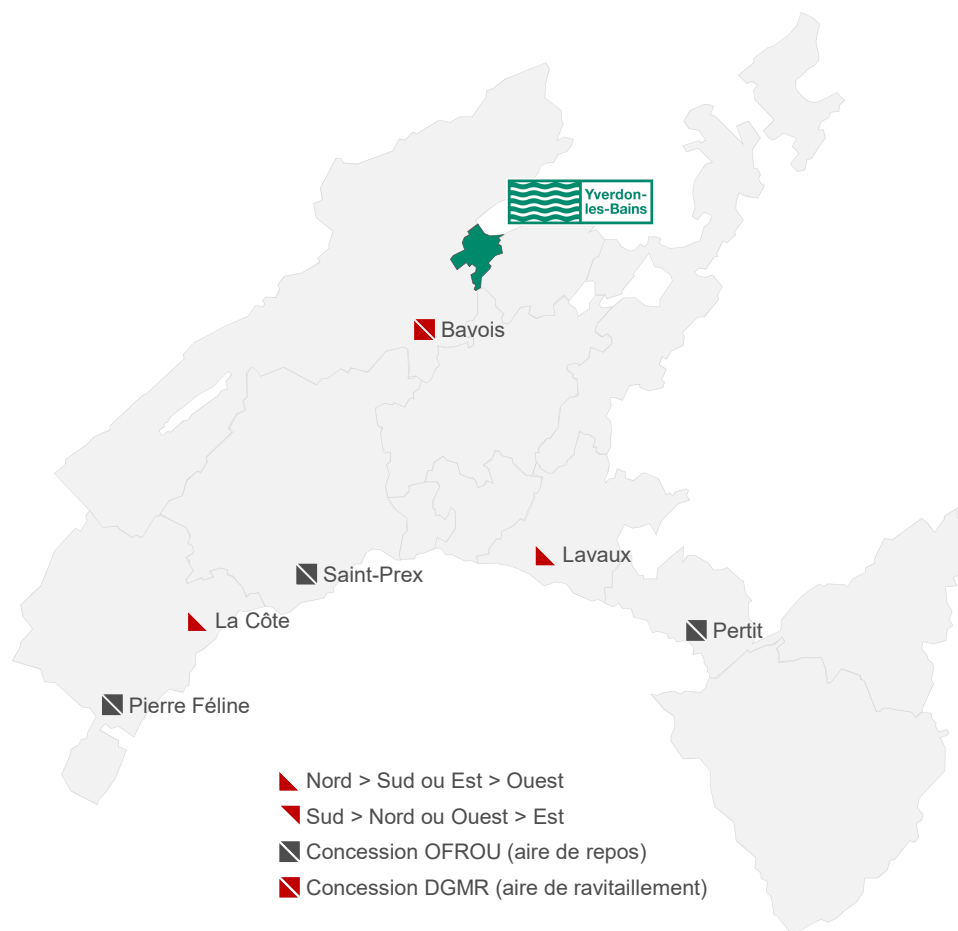 Yverdon-
les-Bains
Bavois
Lavaux
Saint-Prex
La Côte
Pertit
Pierre Féline
Nord > Sud ou Est > Ouest
Sud > Nord ou Ouest > Est
Concession OFROU (aire de repos)
Concession DGMR (aire de ravitaillement)